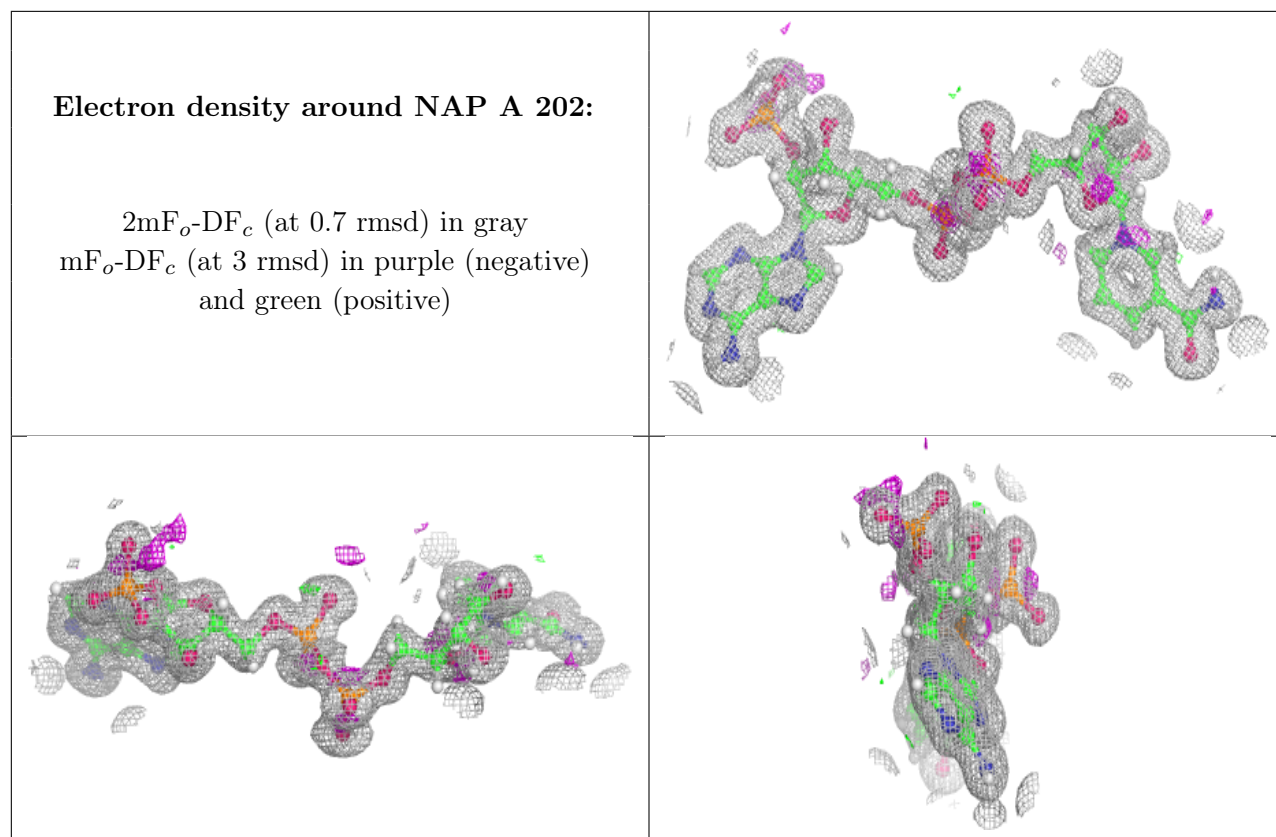 Electron density around NAP A 202:
2mFₒ-DF𝒸 (at 0.7 rmsd) in gray
mFₒ-DF𝒸 (at 3 rmsd) in purple (negative)
and green (positive)